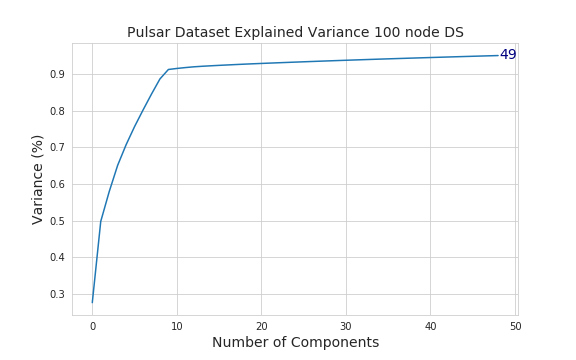 Pulsar Dataset Explained Variance 100 node DS
49
0.9
0.8
0.7
0.6
0.5
0.4
0.3
Variance (%)
0 10 20 30 40 50
Number of Components